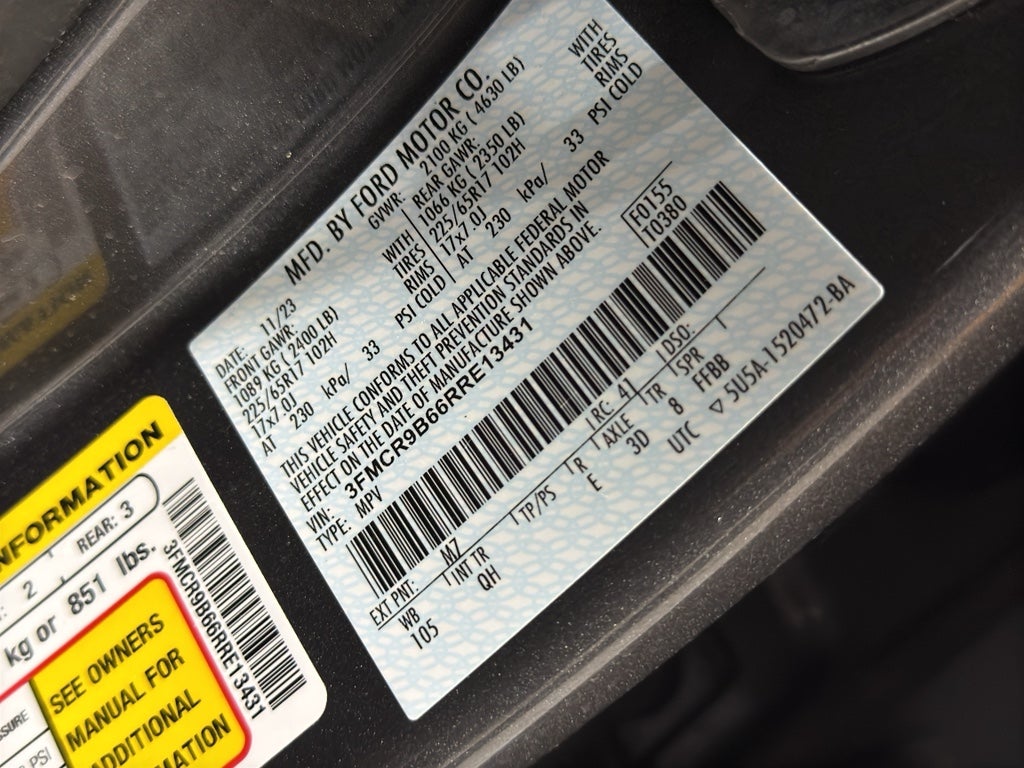 MFD. BY FORD MOTOR CO.
DATE: 11/23 GVWR: 2100 KG ( 4630 LB)
FRONT GAWR: REAR GAWR:
1089 KG ( 2400 LB) WITH 1066 KG ( 2350 LB) WITH
225/65R17 102H TIRES 225/65R17 102H TIRES
17x7.0J RIMS 17x7.0J RIMS
AT 230 kPa/ 33 PSI COLD AT 230 kPa/ 33 PSI COLD
THIS VEHICLE CONFORMS TO ALL APPLICABLE FEDERAL MOTOR
VEHICLE SAFETY AND THEFT PREVENTION STANDARDS IN
EFFECT ON THE DATE OF MANUFACTURE SHOWN ABOVE.
VIN: 3FMCR9B66RRE13431 F0155
TYPE: MPV T0380
EXT PNT: M7 RC: 41 DSO:
WB INT TR TP/PS R AXLE TR SPR
105 QH E 3D 8 FFBB
UTC ▽ 5U5A-1520472-BA
NFORMATION
2 REAR: 3
kg or 851 lbs.
3FMCR9B66RRE13431
SSURE
PSI
SEE OWNERS
MANUAL FOR
ADDITIONAL
MATION